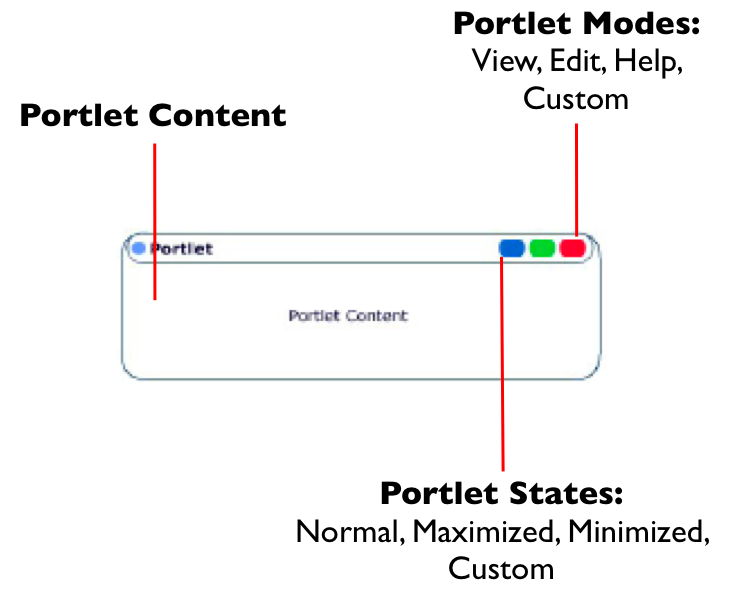 Portlet Modes:
View, Edit, Help,
Custom
Portlet Content
Portlet
Portlet Content
Portlet States:
Normal, Maximized, Minimized,
Custom